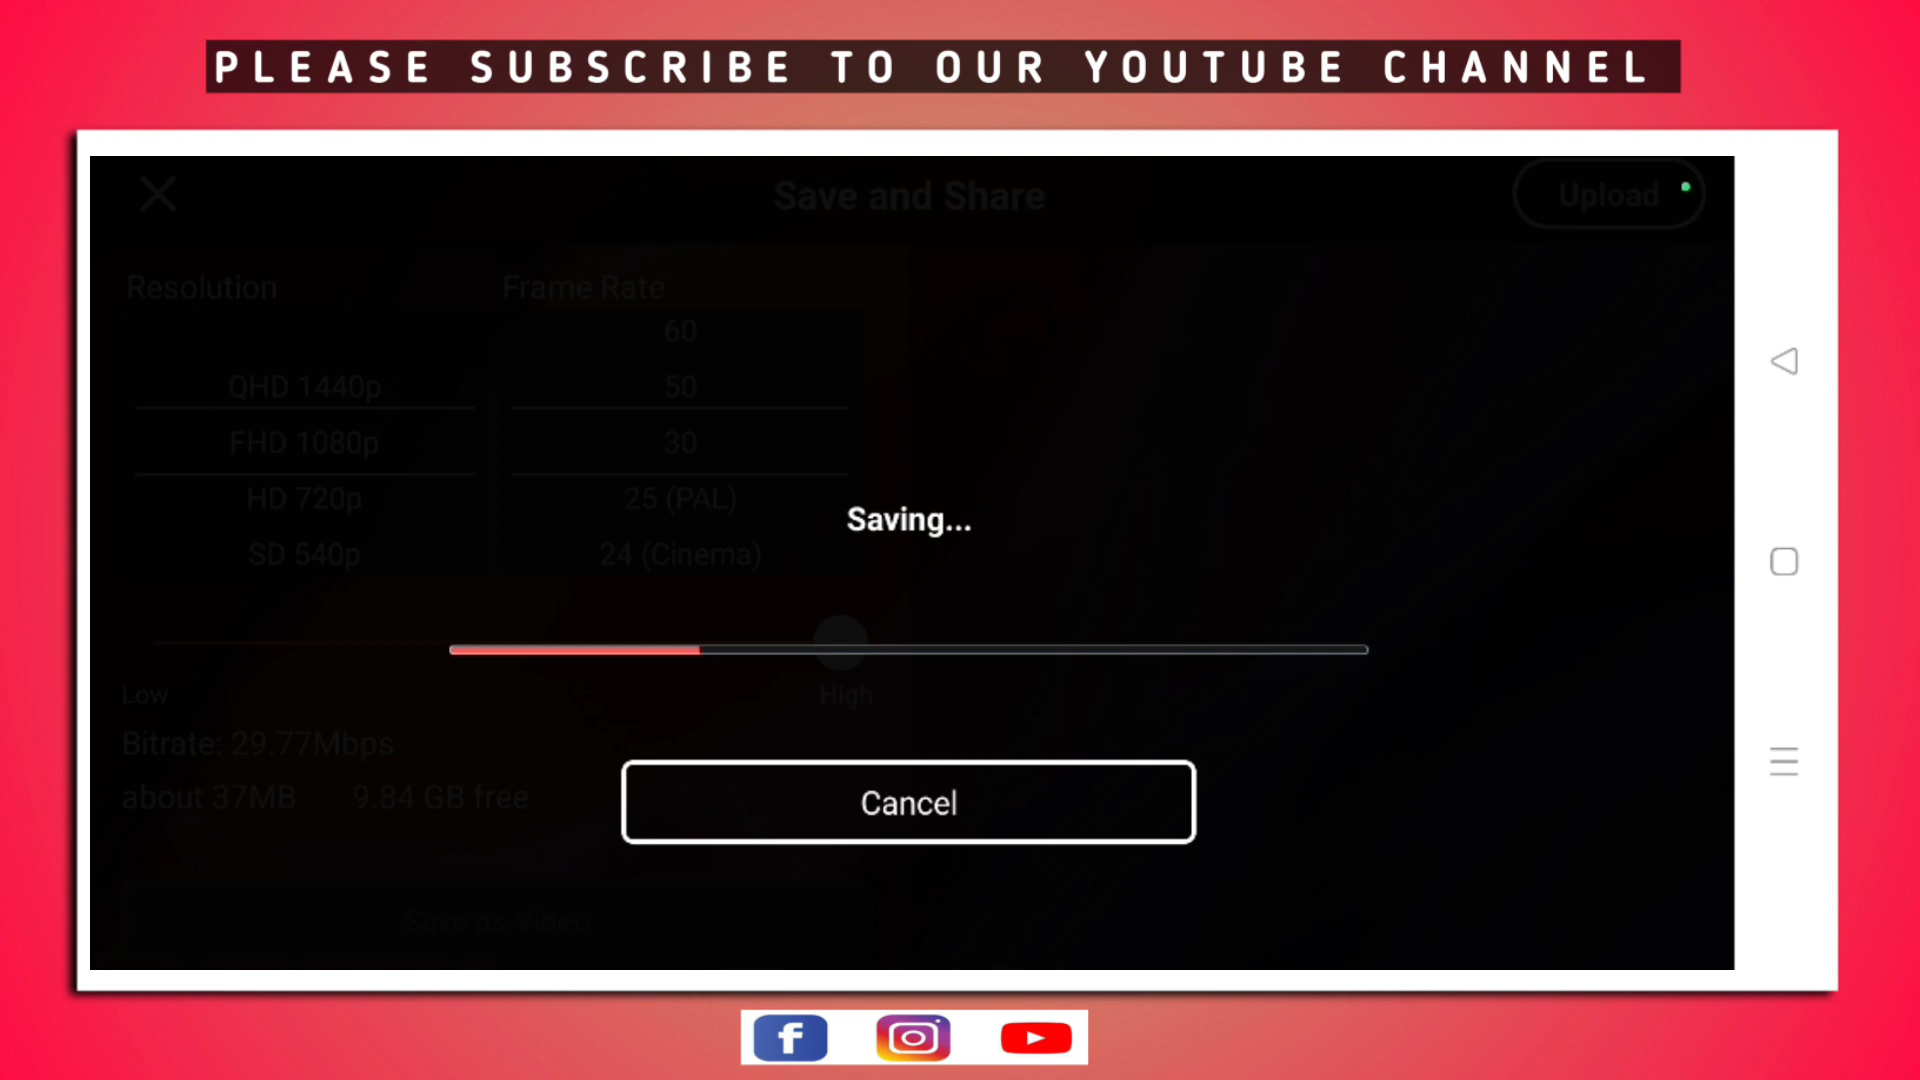 PLEASE SUBSCRIBE TO OUR YOUTUBE CHANNEL
Save and Share
Upload
Resolution
Frame Rate
60
QHD 1440p
50
FHD 1080p
30
HD 720p
25 (PAL)
Saving...
SD 540p
24 (Cinema)
Low
High
Bitrate: 29.77Mbps
about 37MB
9.84 GB free
Cancel
Save as Video